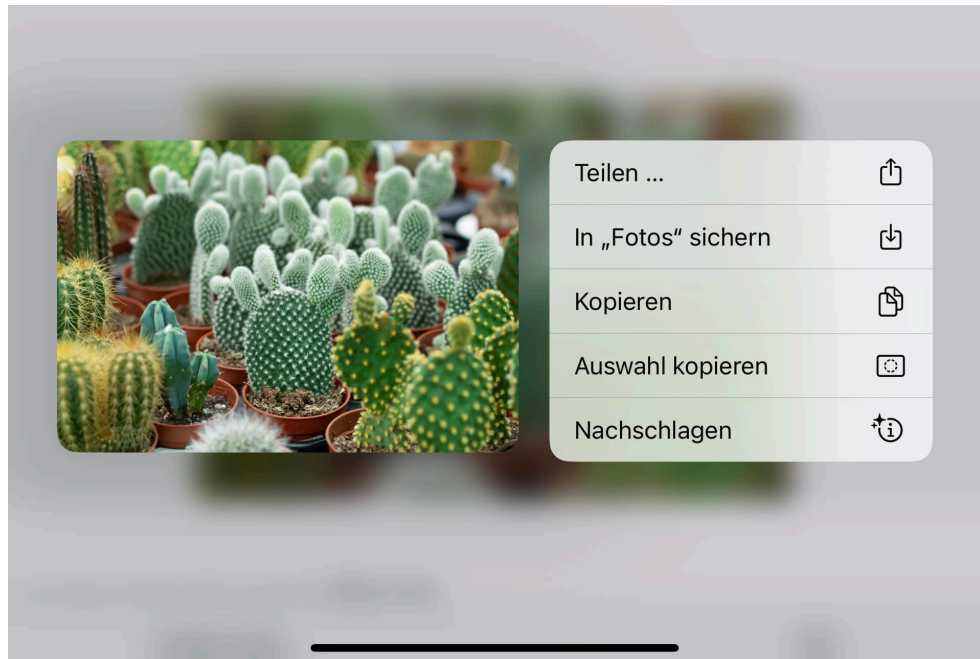 Teilen ...
In „Fotos“ sichern
Kopieren
Auswahl kopieren
Nachschlagen